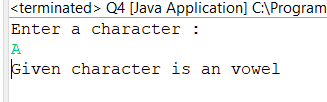 <terminated> Q4 [Java Application] C:\Program
Enter a character :
A
Given character is an vowel